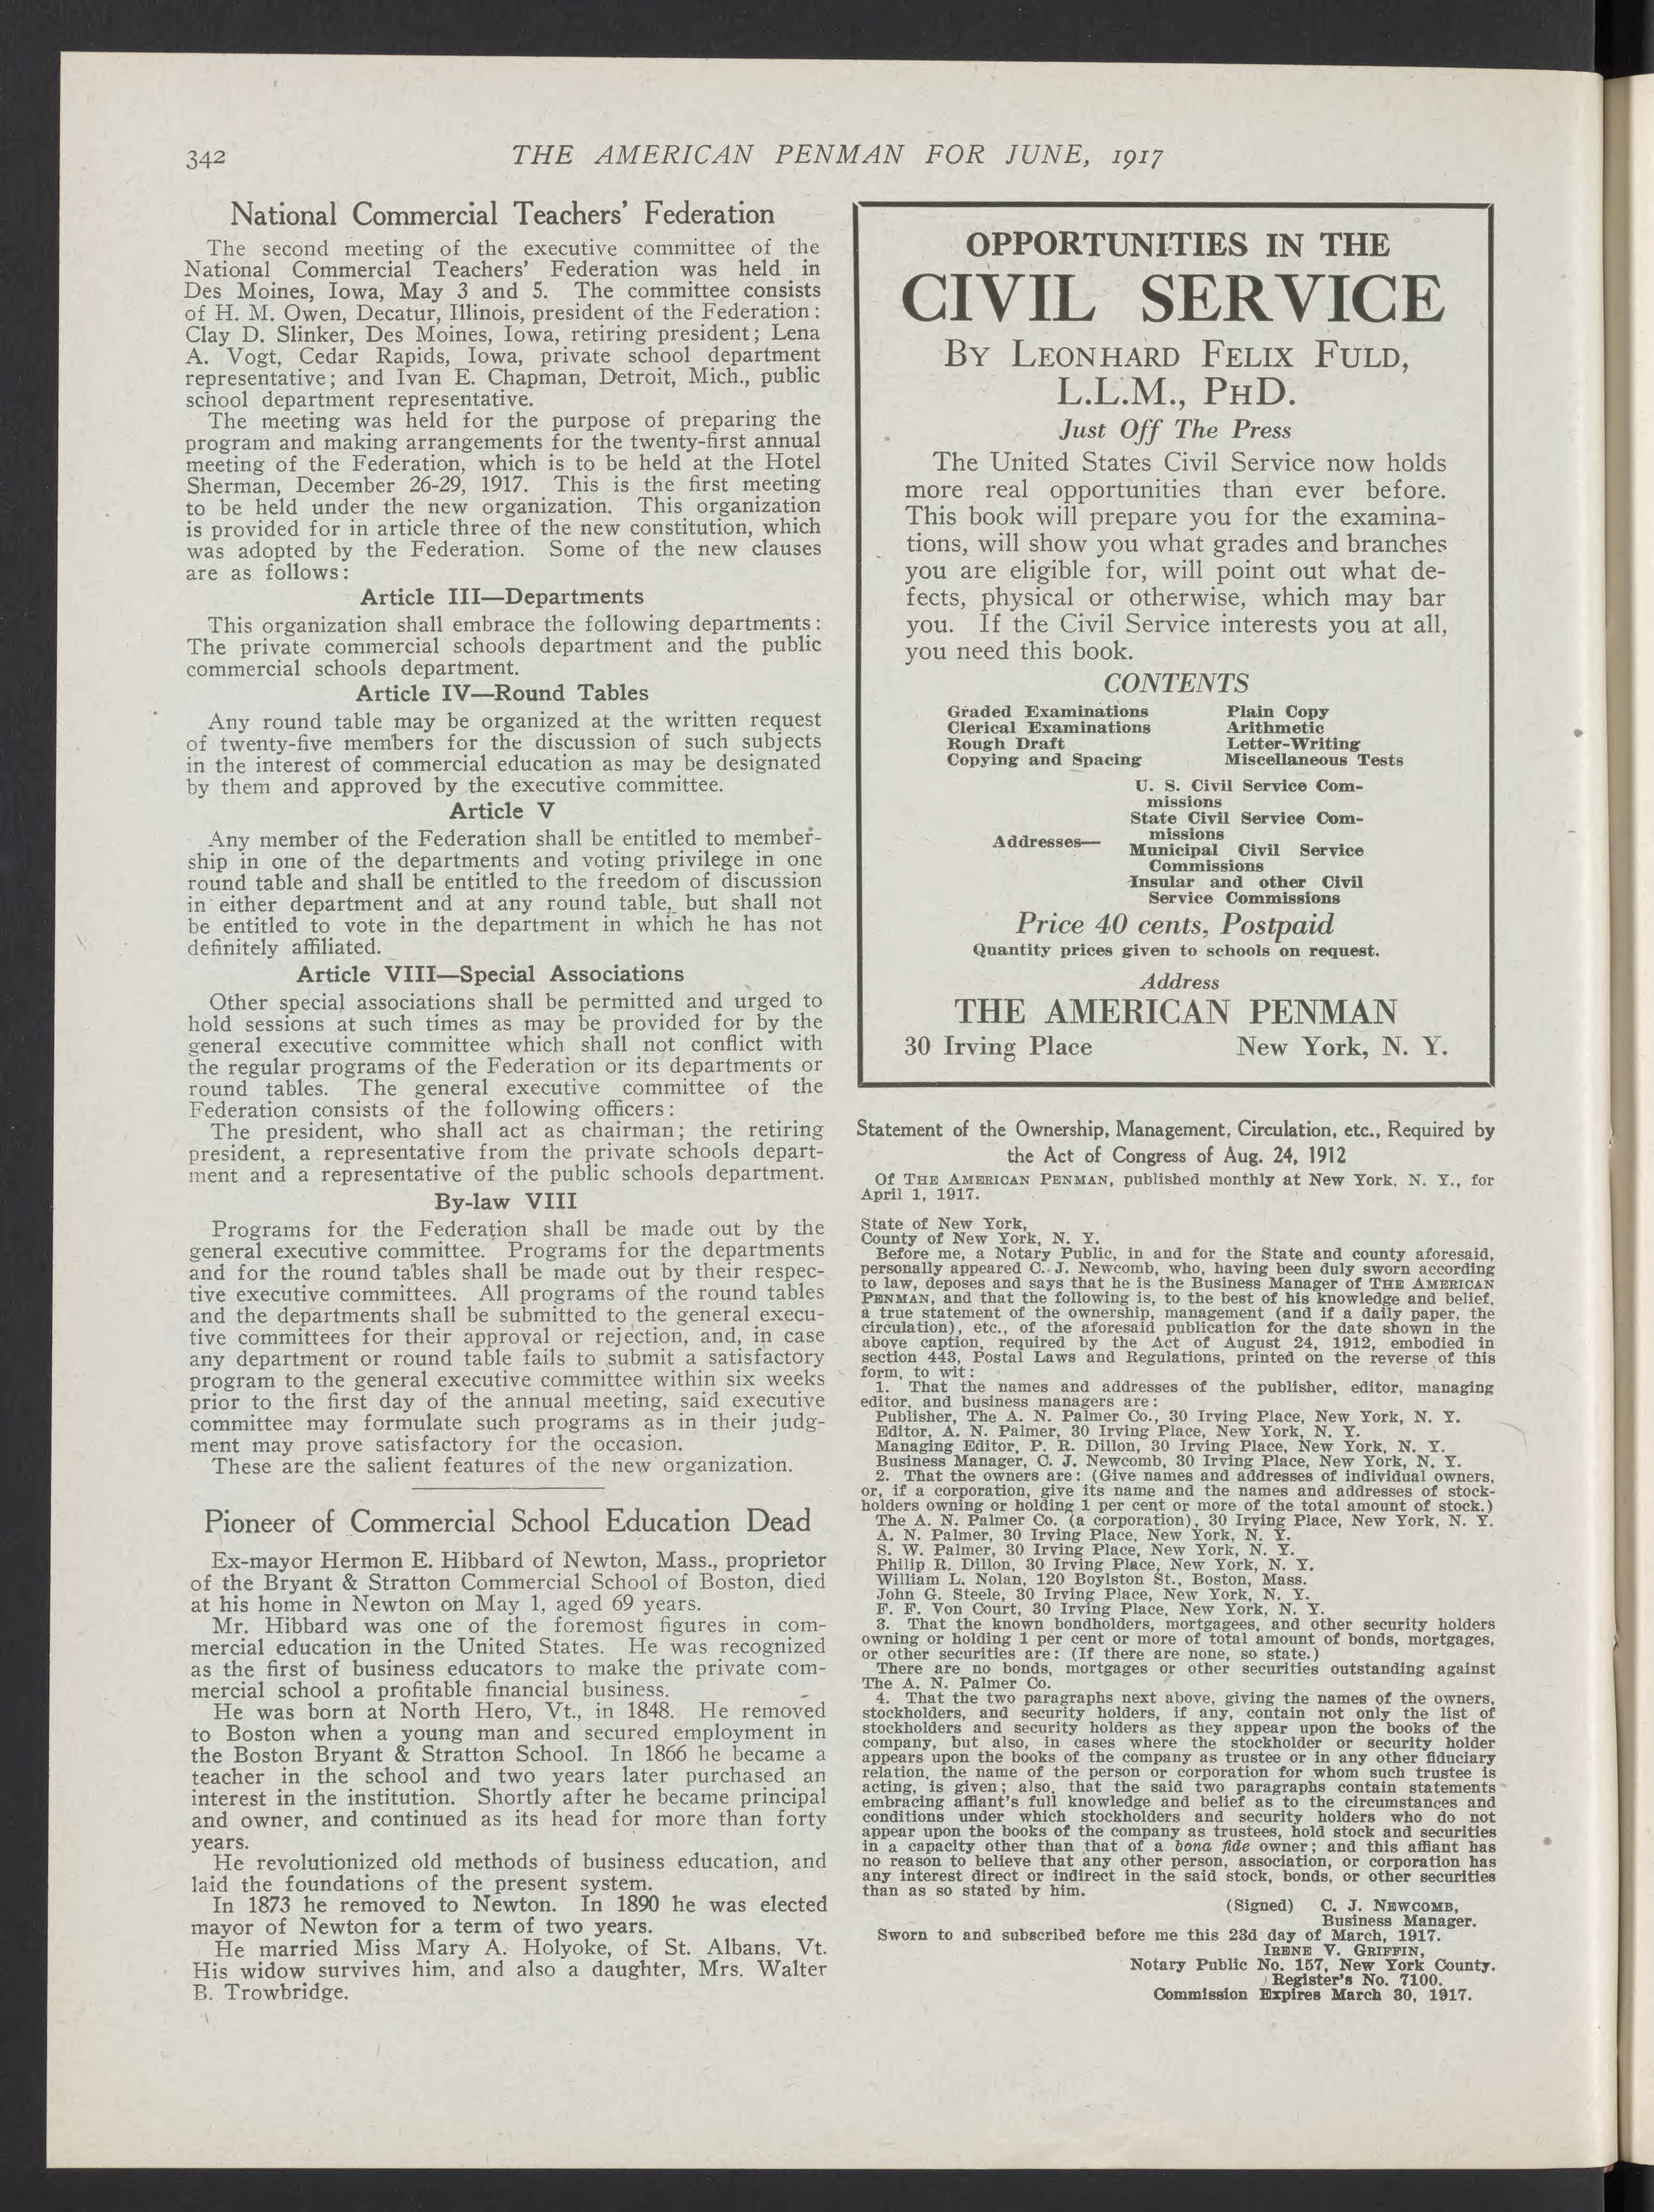 342
THE AMERICAN PENMAN FOR JUNE, 1917
National Commercial Teachers' Federation
The second meeting of the executive committee of the
National Commercial Teachers' Federation was held in
Des Moines, Iowa, May 3 and 5. The committee consists
of H. M. Owen, Decatur, Illinois, president of the Federation:
Clay D. Slinker, Des Moines, Iowa, retiring president; Lena
A. Vogt, Cedar Rapids, Iowa, private school department
representative; and Ivan E. Chapman, Detroit, Mich., public
school department representative.
The meeting was held for the purpose of preparing the
program and making arrangements for the twenty-first annual
meeting of the Federation, which is to be held at the Hotel
Sherman, December 26-29, 1917. This is the first meeting
to be held under the new organization. This organization
is provided for in article three of the new constitution, which
was adopted by the Federation. Some of the new clauses
are as follows:
Article III—Departments
This organization shall embrace the following departments:
The private commercial schools department and the public
commercial schools department.
Article IV—Round Tables
Any round table may be organized at the written request
of twenty-five members for the discussion of such subjects
in the interest of commercial education as may be designated
by them and approved by the executive committee.
Article V
Any member of the Federation shall be entitled to member-
ship in one of the departments and voting privilege in one
round table and shall be entitled to the freedom of discussion
in either department and at any round table, but shall not
be entitled to vote in the department in which he has not
definitely affiliated.
Article VIII—Special Associations
Other special associations shall be permitted and urged to
hold sessions at such times as may be provided for by the
general executive committee which shall not conflict with
the regular programs of the Federation or its departments or
round tables. The general executive committee of the
Federation consists of the following officers:
The president, who shall act as chairman; the retiring
president, a representative from the private schools depart-
ment and a representative of the public schools department.
By-law VIII
Programs for the Federation shall be made out by the
general executive committee. Programs for the departments
and for the round tables shall be made out by their respec-
tive executive committees. All programs of the round tables
and the departments shall be submitted to the general execu-
tive committees for their approval or rejection, and, in case
any department or round table fails to submit a satisfactory
program to the general executive committee within six weeks
prior to the first day of the annual meeting, said executive
committee may formulate such programs as in their judg-
ment may prove satisfactory for the occasion.
These are the salient features of the new organization.
Pioneer of Commercial School Education Dead
Ex-mayor Hermon E. Hibbard of Newton, Mass., proprietor
of the Bryant & Stratton Commercial School of Boston, died
at his home in Newton on May 1, aged 69 years.
Mr. Hibbard was one of the foremost figures in com-
mercial education in the United States. He was recognized
as the first of business educators to make the private com-
mercial school a profitable financial business.
He was born at North Hero, Vt., in 1848. He removed
to Boston when a young man and secured employment in
the Boston Bryant & Stratton School. In 1866 he became a
teacher in the school and two years later purchased an
interest in the institution. Shortly after he became principal
and owner, and continued as its head for more than forty
years.
He revolutionized old methods of business education, and
laid the foundations of the present system.
In 1873 he removed to Newton. In 1890 he was elected
mayor of Newton for a term of two years.
He married Miss Mary A. Holyoke, of St. Albans, Vt.
His widow survives him, and also a daughter, Mrs. Walter
B. Trowbridge.
OPPORTUNITIES IN THE
CIVIL SERVICE
BY LEONHARD FELIX FULD,
L.L.M., PHD.
Just Off The Press
The United States Civil Service now holds
more real opportunities than ever before.
This book will prepare you for the examina-
tions, will show you what grades and branches
you are eligible for, will point out what de-
fects, physical or otherwise, which may bar
you. If the Civil Service interests you at all,
you need this book.
CONTENTS
Graded Examinations Plain Copy
Clerical Examinations Arithmetic
Rough Draft Letter-Writing
Copying and Spacing Miscellaneous Tests
U. S. Civil Service Com-
missions
State Civil Service Com-
missions
Addresses—
Municipal Civil Service
Commissions
Insular and other Civil
Service Commissions
Price 40 cents, Postpaid
Quantity prices given to schools on request.
Address
THE AMERICAN PENMAN
30 Irving Place New York, N. Y.
Statement of the Ownership, Management, Circulation, etc., Required by
the Act of Congress of Aug. 24, 1912
Of THE AMERICAN PENMAN, published monthly at New York, N. Y., for
April 1, 1917.
State of New York,
County of New York, N. Y.
Before me, a Notary Public, in and for the State and county aforesaid,
personally appeared C. J. Newcomb, who, having been duly sworn according
to law, deposes and says that he is the Business Manager of THE AMERICAN
PENMAN, and that the following is, to the best of his knowledge and belief,
a true statement of the ownership, management (and if a daily paper, the
circulation), etc., of the aforesaid publication for the date shown in the
above caption, required by the Act of August 24, 1912, embodied in
section 443, Postal Laws and Regulations, printed on the reverse of this
form, to wit:
1. That the names and addresses of the publisher, editor, managing
editor, and business managers are:
Publisher, The A. N. Palmer Co., 30 Irving Place, New York, N. Y.
Editor, A. N. Palmer, 30 Irving Place, New York, N. Y.
Managing Editor, P. R. Dillon, 30 Irving Place, New York, N. Y.
Business Manager, C. J. Newcomb, 30 Irving Place, New York, N. Y.
2. That the owners are: (Give names and addresses of individual owners,
or, if a corporation, give its name and the names and addresses of stock-
holders owning or holding 1 per cent or more of the total amount of stock.)
The A. N. Palmer Co. (a corporation), 30 Irving Place, New York, N. Y.
A. N. Palmer, 30 Irving Place, New York, N. Y.
S. W. Palmer, 30 Irving Place, New York, N. Y.
Philip R. Dillon, 30 Irving Place, New York, N. Y.
William L. Nolan, 120 Boylston St., Boston, Mass.
John G. Steele, 30 Irving Place, New York, N. Y.
F. F. Von Court, 30 Irving Place, New York, N. Y.
3. That the known bondholders, mortgagees, and other security holders
owning or holding 1 per cent or more of total amount of bonds, mortgages,
or other securities are: (If there are none, so state.)
There are no bonds, mortgages or other securities outstanding against
The A. N. Palmer Co.
4. That the two paragraphs next above, giving the names of the owners,
stockholders, and security holders, if any, contain not only the list of
stockholders and security holders as they appear upon the books of the
company, but also, in cases where the stockholder or security holder
appears upon the books of the company as trustee or in any other fiduciary
relation, the name of the person or corporation for whom such trustee is
acting, is given; also, that the said two paragraphs contain statements
embracing affiant's full knowledge and belief as to the circumstances and
conditions under which stockholders and security holders who do not
appear upon the books of the company as trustees, hold stock and securities
in a capacity other than that of a bona fide owner; and this affiant has
no reason to believe that any other person, association, or corporation has
any interest direct or indirect in the said stock, bonds, or other securities
than as so stated by him.
(Signed) C. J. NEWCOMB,
Business Manager.
Sworn to and subscribed before me this 23d day of March, 1917.
IRENE V. GRIFFIN,
Notary Public No. 157, New York County.
Register's No. 7100.
Commission Expires March 30, 1917.